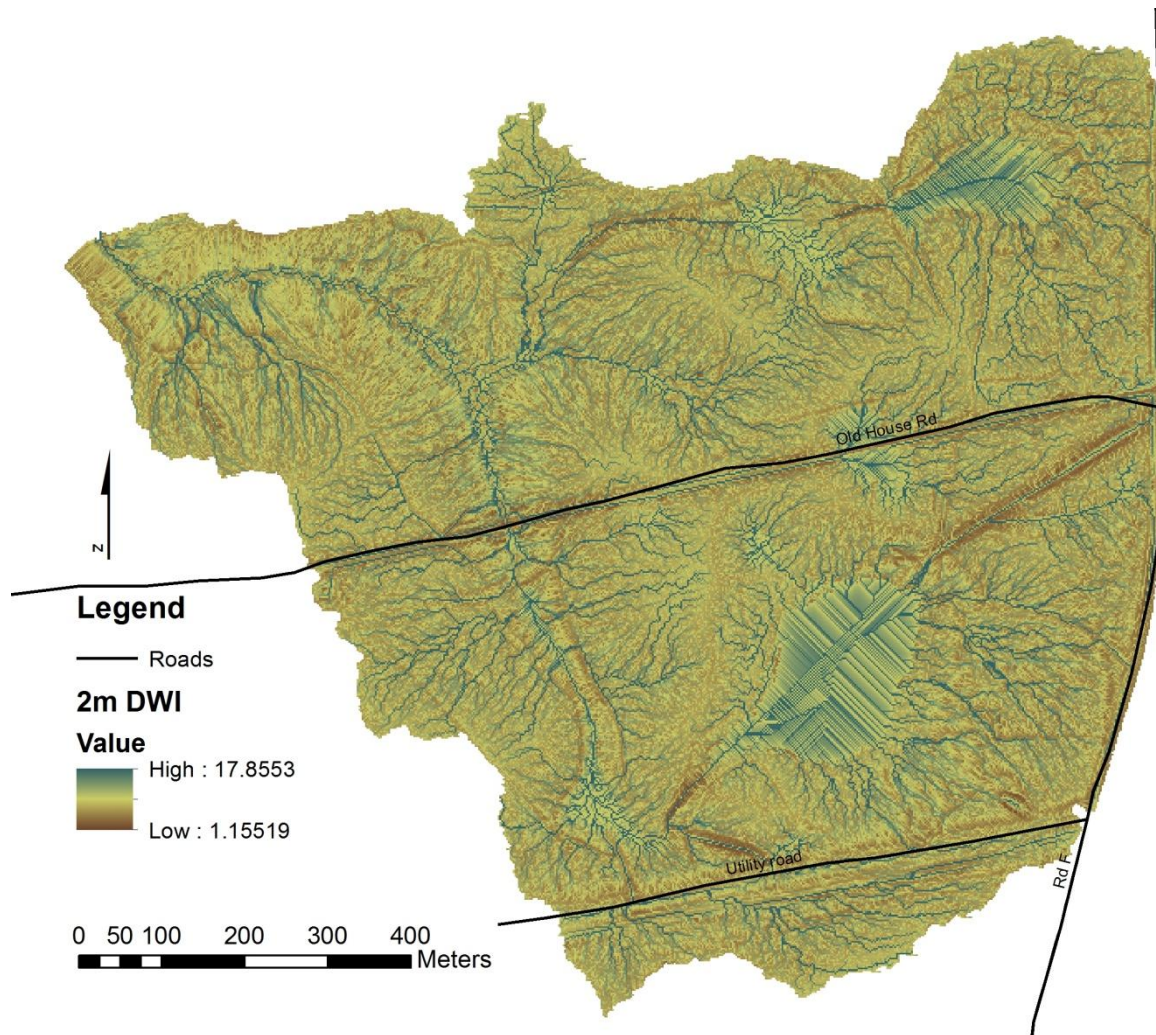 Old House Rd
z
Legend
Roads
2m DWI
Value
High : 17.8553
Low : 1.15519
Utility road
Rd F
0 50 100 200 300 400
Meters